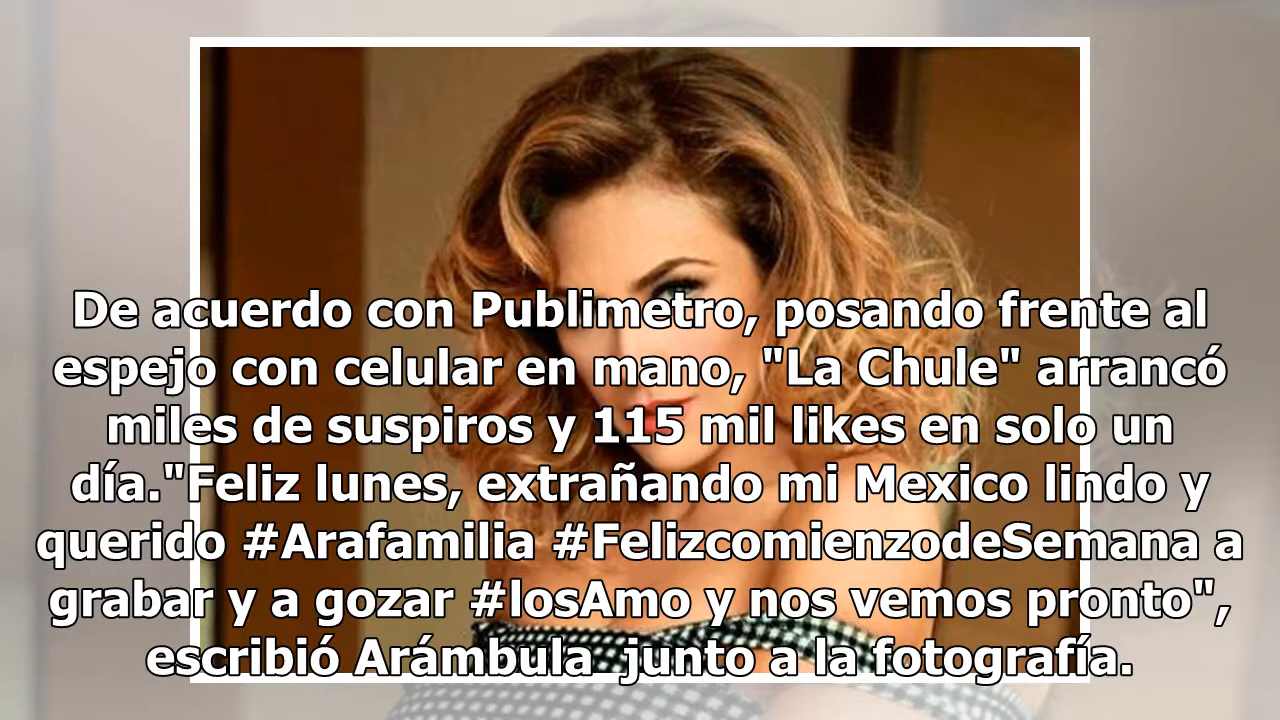 De acuerdo con Publimetro, posando frente al
espejo con celular en mano, "La Chule" arrancó
miles de suspiros y 115 mil likes en solo un
día."Feliz lunes, extrañando mi Mexico lindo y
querido #Arafamilia #FelizcomienzodeSemana a
grabar y a gozar #losAmo y nos vemos pronto",
escribió Arámbula  junto a la fotografía.